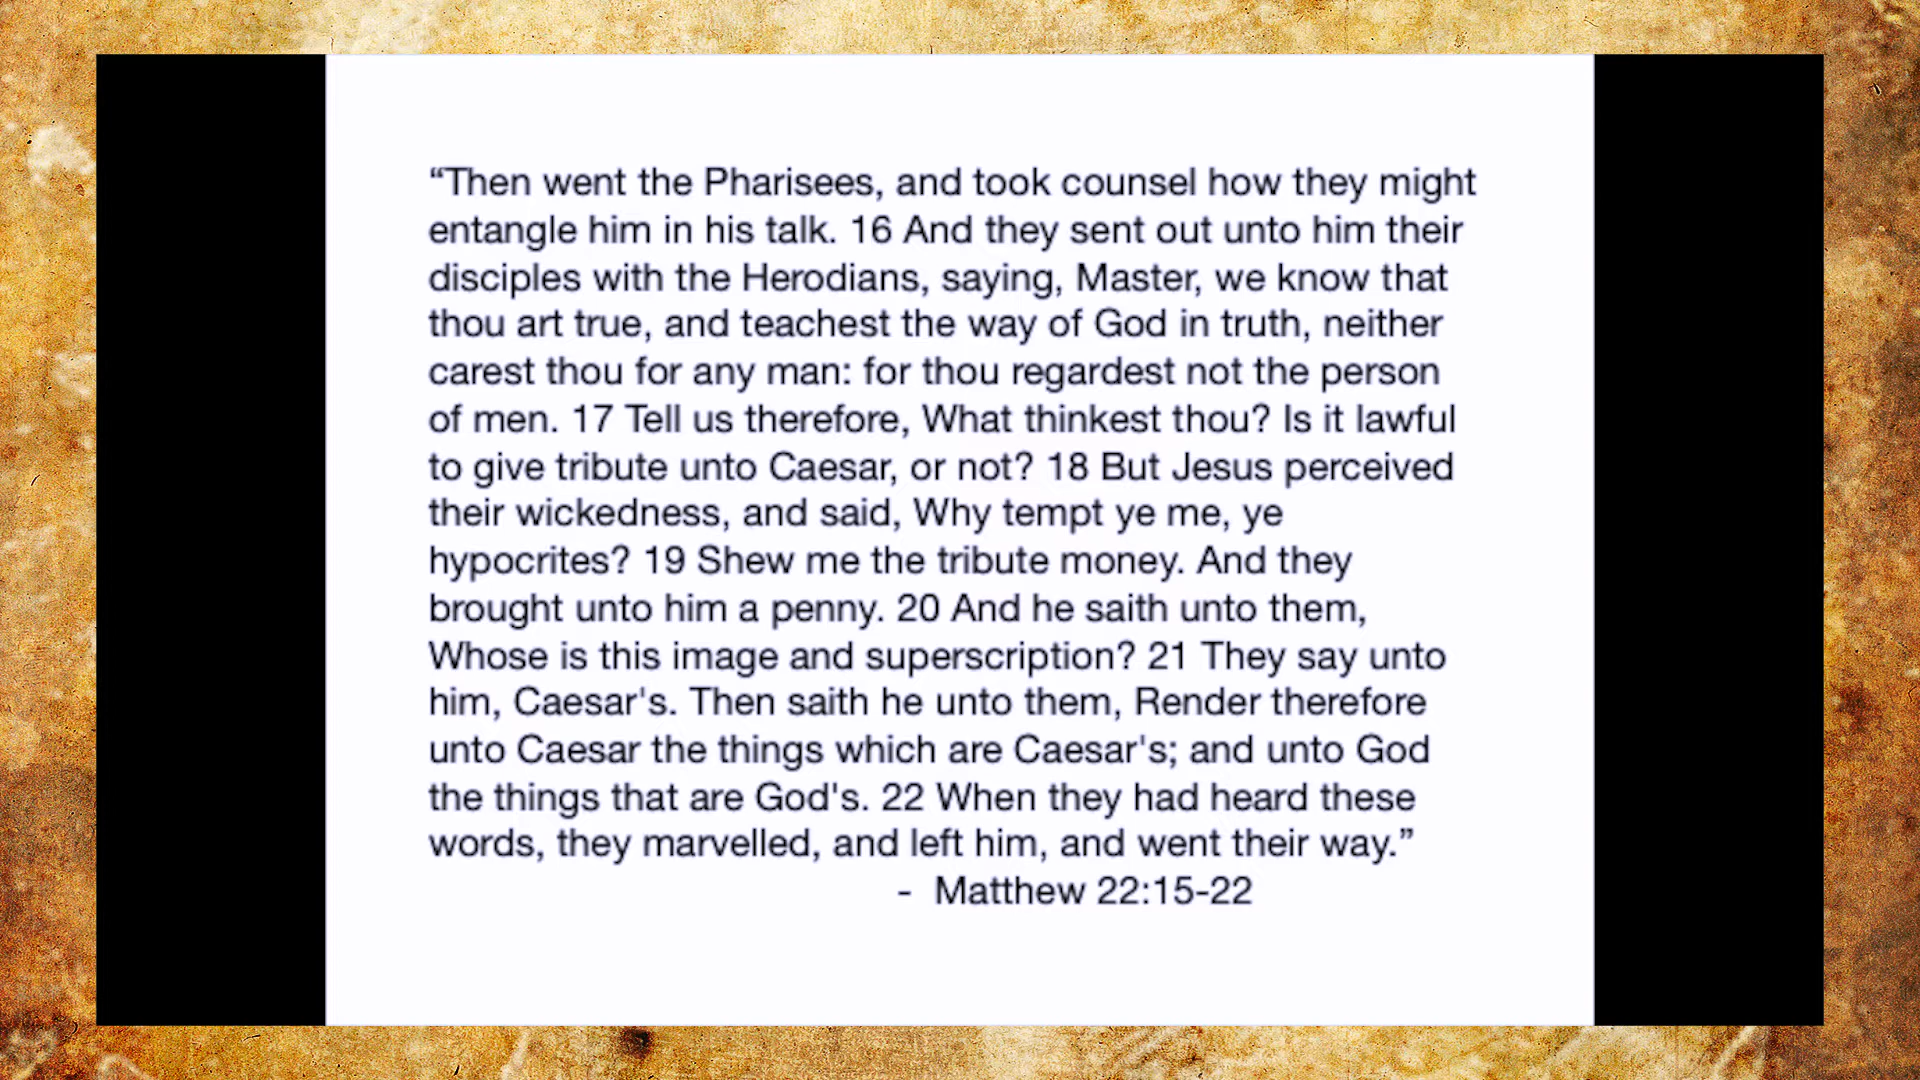 “Then went the Pharisees, and took counsel how they might
entangle him in his talk. 16 And they sent out unto him their
disciples with the Herodians, saying, Master, we know that
thou art true, and teachest the way of God in truth, neither
carest thou for any man: for thou regardest not the person
of men. 17 Tell us therefore, What thinkest thou? Is it lawful
to give tribute unto Caesar, or not? 18 But Jesus perceived
their wickedness, and said, Why tempt ye me, ye
hypocrites? 19 Shew me the tribute money. And they
brought unto him a penny. 20 And he saith unto them,
Whose is this image and superscription? 21 They say unto
him, Caesar's. Then saith he unto them, Render therefore
unto Caesar the things which are Caesar's; and unto God
the things that are God's. 22 When they had heard these
words, they marvelled, and left him, and went their way.”
- Matthew 22:15-22